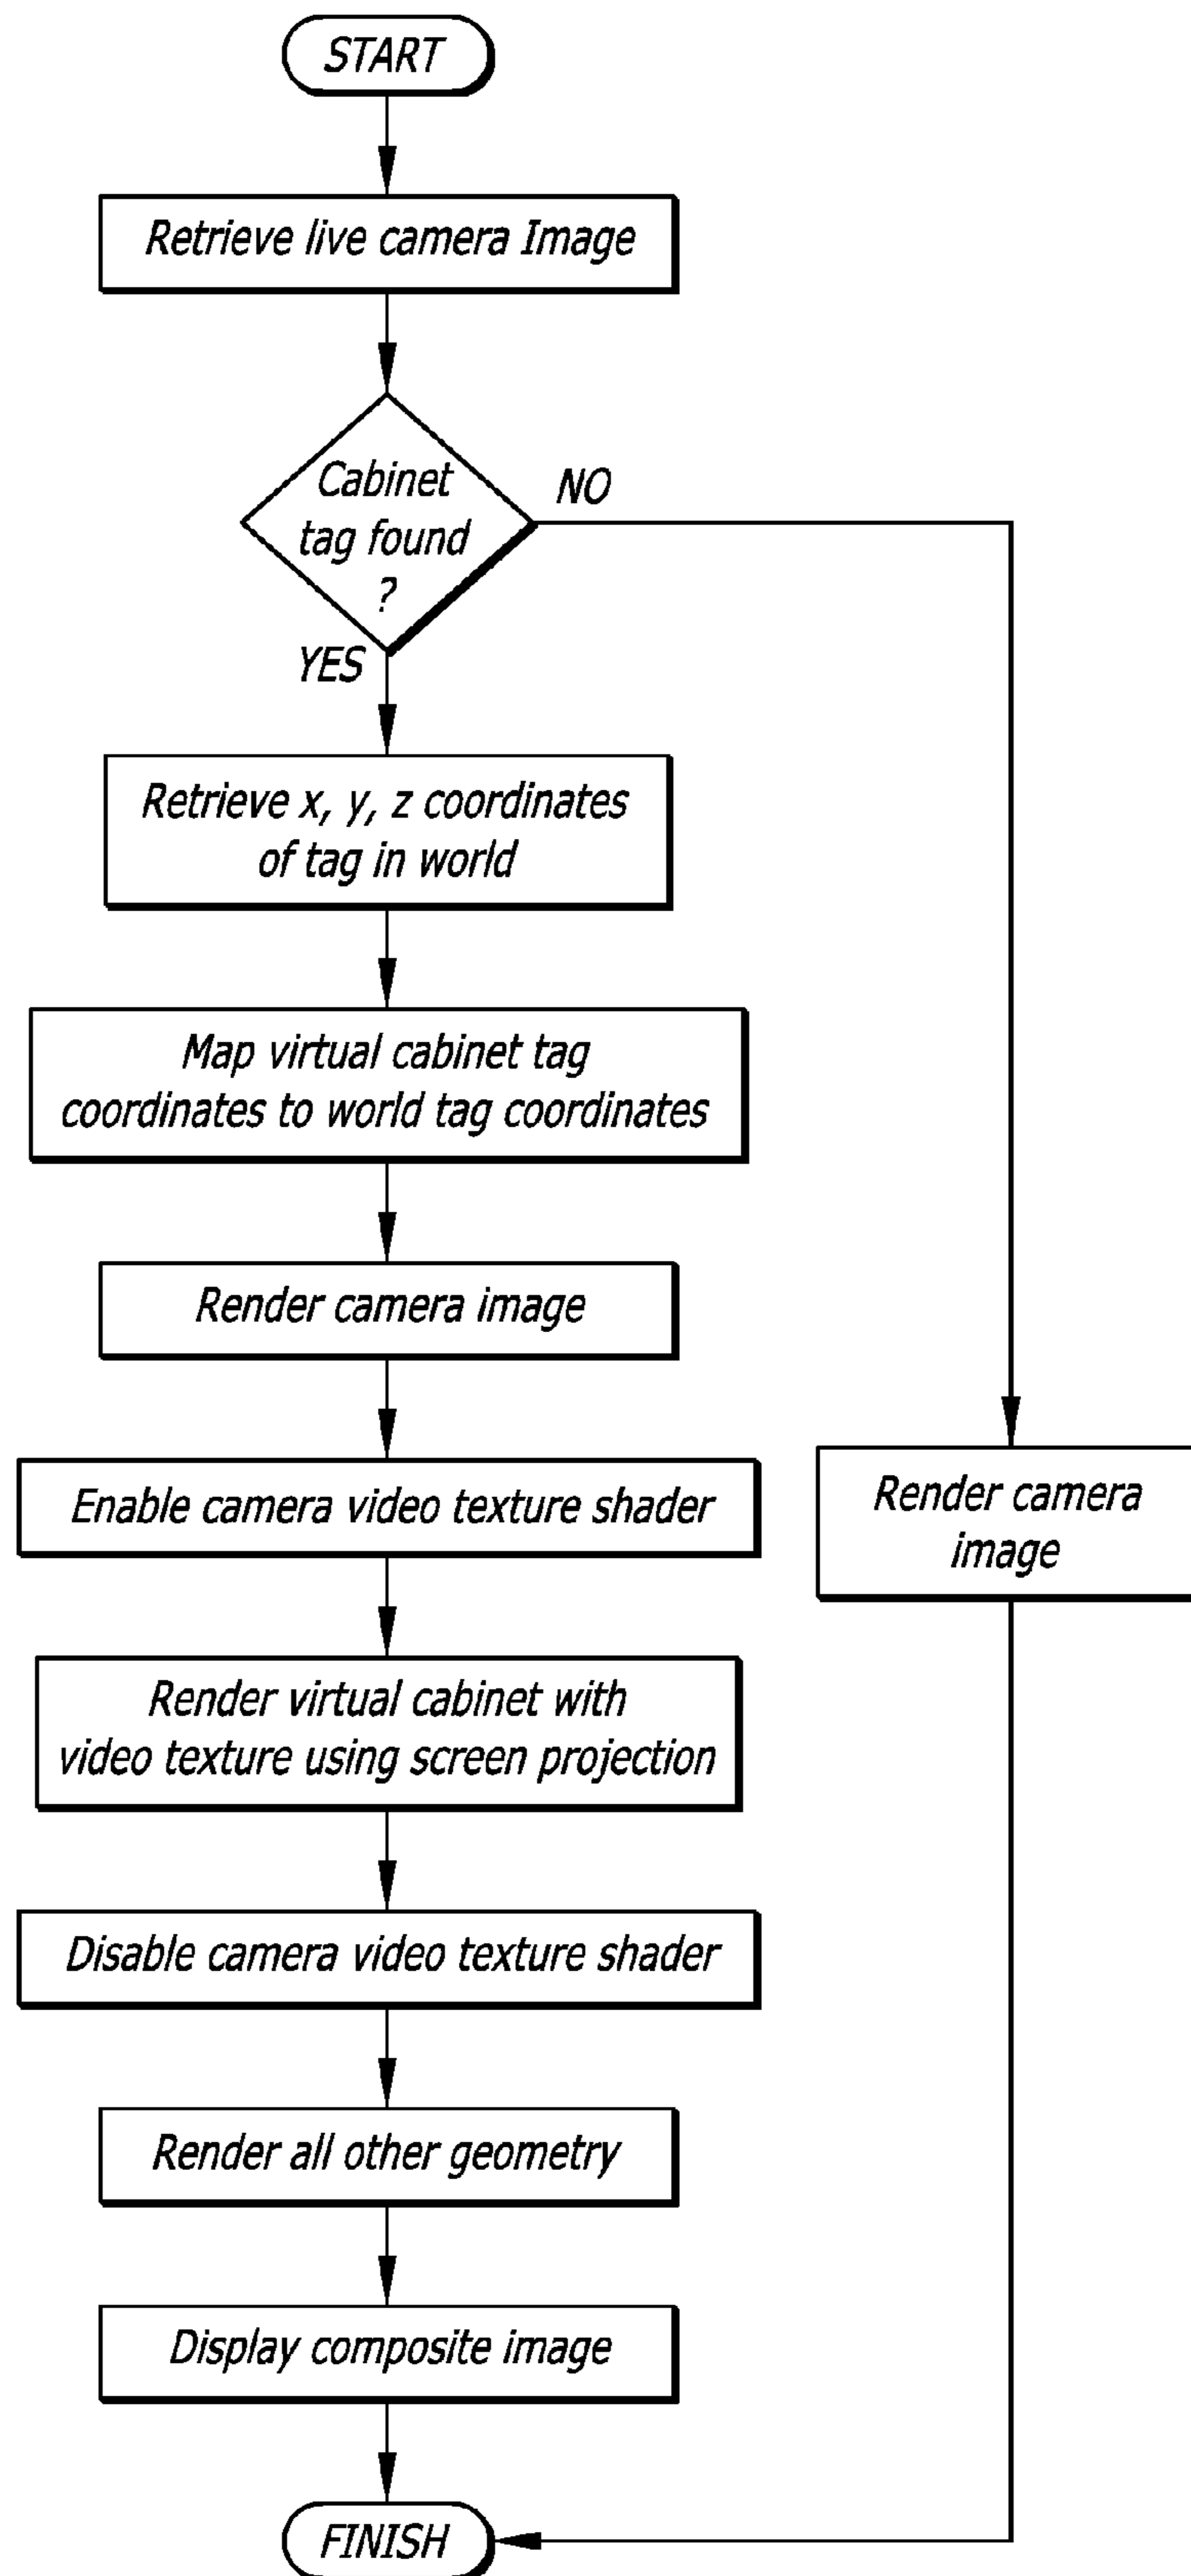 START
Retrieve live camera Image
Cabinet
tag found
?
NO
YES
Retrieve x, y, z coordinates
of tag in world
Map virtual cabinet tag
coordinates to world tag coordinates
Render camera image
Enable camera video texture shader
Render camera
image
Render virtual cabinet with
video texture using screen projection
Disable camera video texture shader
Render all other geometry
Display composite image
FINISH